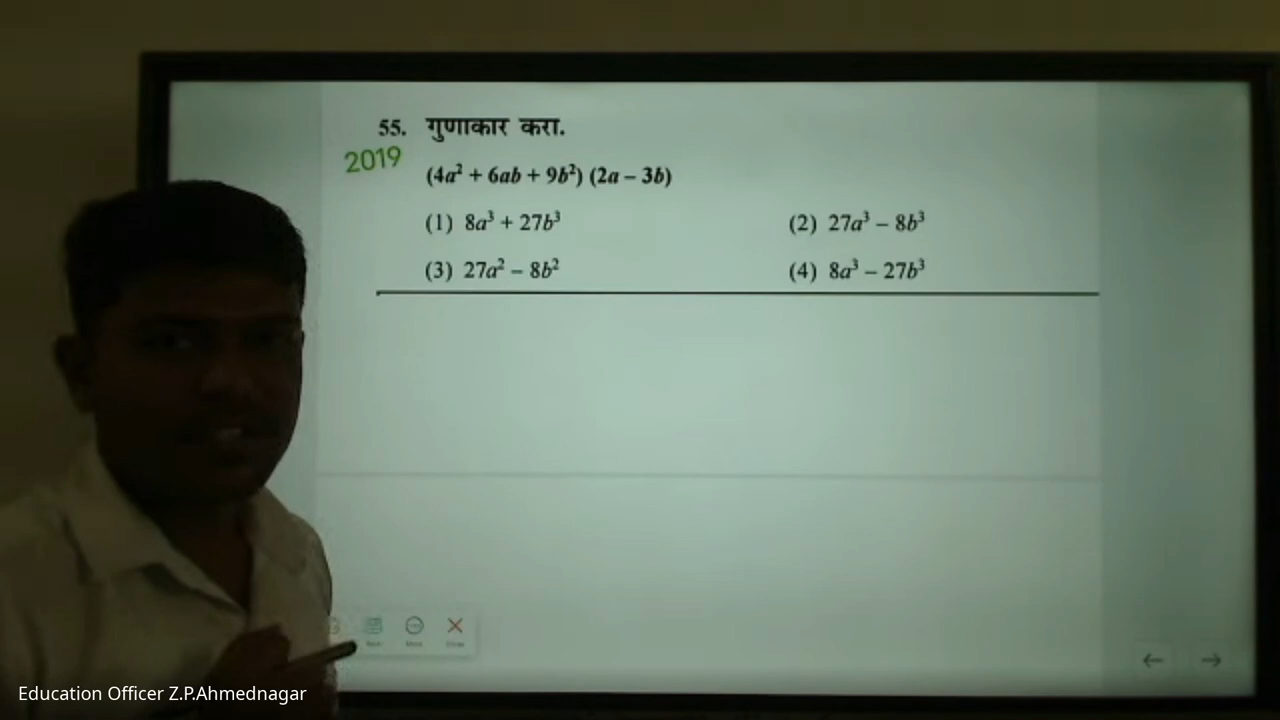 55. गुणाकार करा.
2019
(4a² + 6ab + 9b²) (2a – 3b)
(1) 8a³ + 27b³ (2) 27a³ – 8b³
(3) 27a² – 8b² (4) 8a³ – 27b³
Education Officer Z.P.Ahmednagar